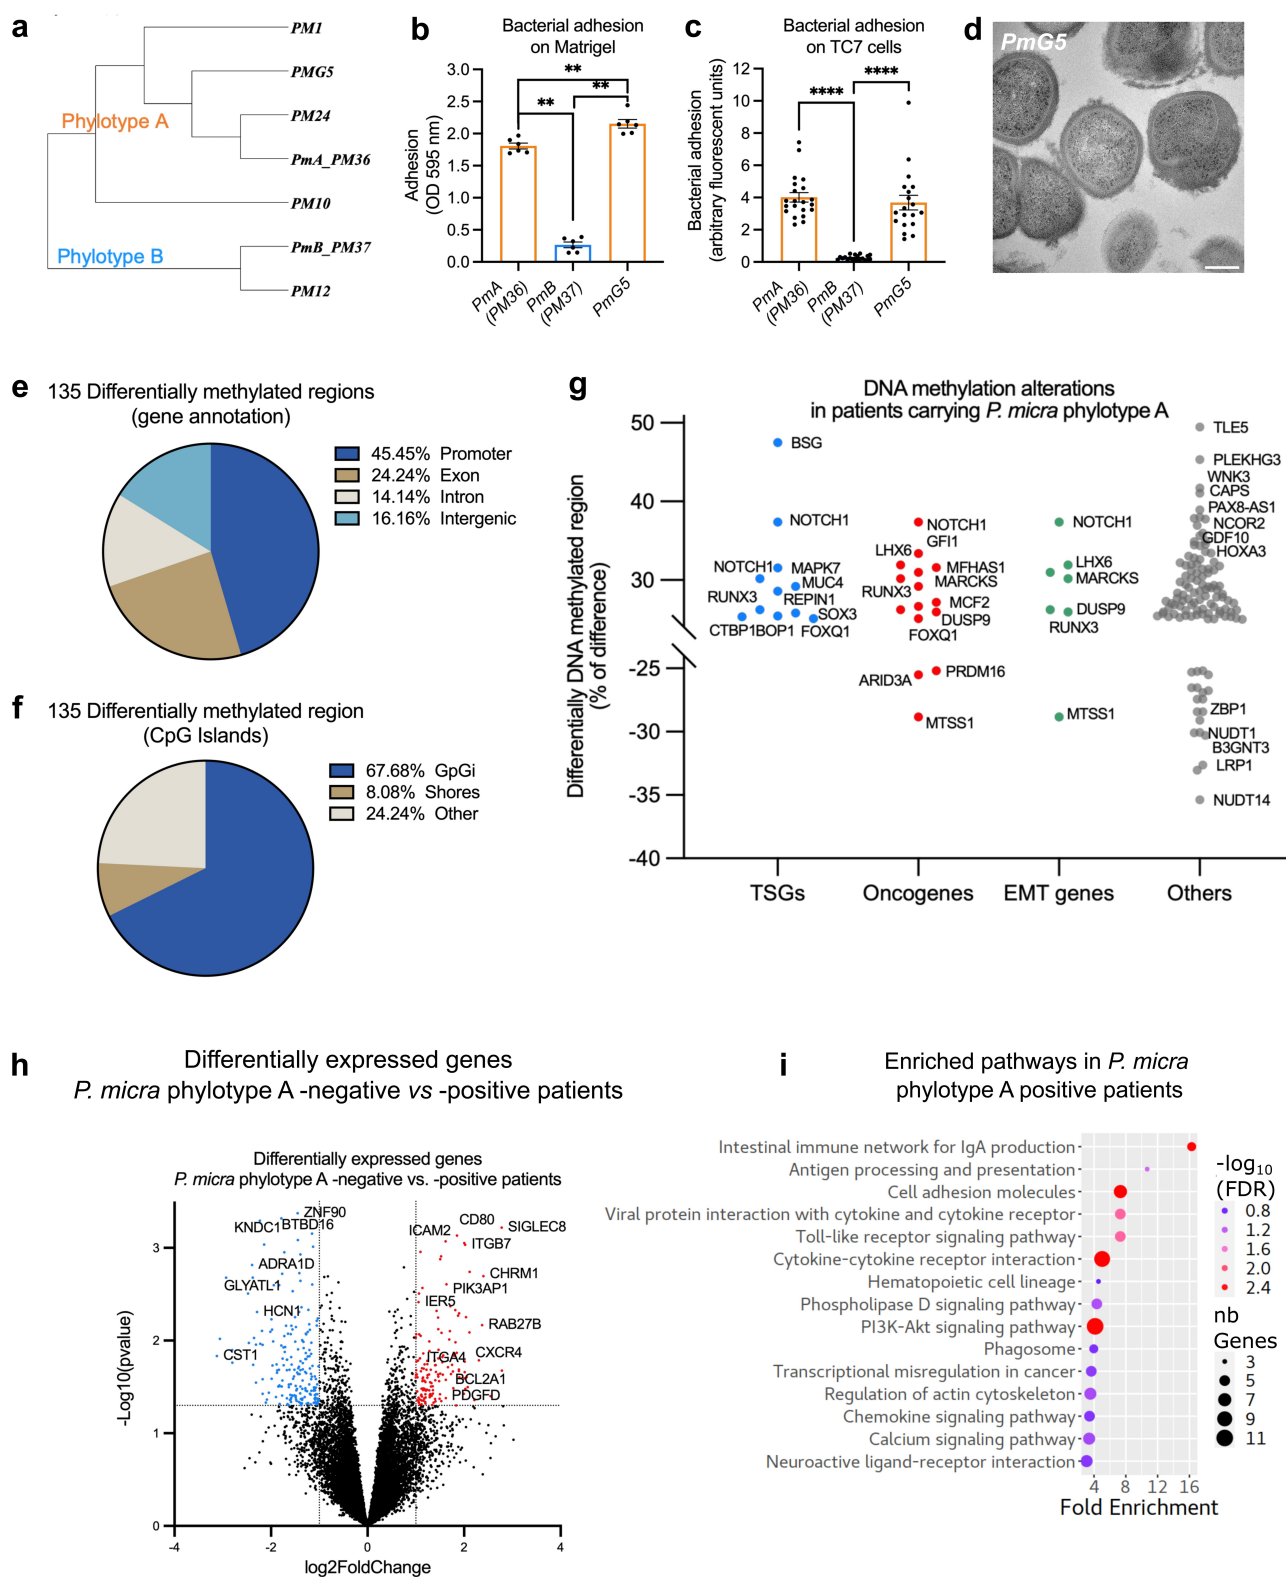 a
PM1
PMG5
PM24
PmA_PM36
PM10
PmB_PM37
PM12
Phylotype A
Phylotype B
b
Bacterial adhesion
on Matrigel
Adhesion
(OD 595 nm)
3.0
2.5
2.0
1.5
1.0
0.5
0.0
**
**
**
PmA
(PM36)
PmB
(PM37)
PmG5
c
Bacterial adhesion
on TC7 cells
Bacterial adhesion
(arbitrary fluorescent units)
12
10
8
6
4
2
0
****
****
PmA
(PM36)
PmB
(PM37)
PmG5
d
PmG5
e
135 Differentially methylated regions
(gene annotation)
45.45% Promoter
24.24% Exon
14.14% Intron
16.16% Intergenic
f
135 Differentially methylated region
(CpG Islands)
67.68% GpGi
8.08% Shores
24.24% Other
g
DNA methylation alterations
in patients carrying P. micra phylotype A
Differentially DNA methylated region
(% of difference)
50
40
30
-25
-30
-35
-40
BSG
NOTCH1
NOTCH1
MAPK7
MUC4
RUNX3
REPIN1
SOX3
CTBP1
BOP1
FOXQ1
NOTCH1
GFI1
LHX6
MFHAS1
MARCKS
RUNX3
MCF2
DUSP9
FOXQ1
ARID3A
PRDM16
MTSS1
NOTCH1
LHX6
MARCKS
DUSP9
RUNX3
MTSS1
TLE5
PLEKHG3
WNK3
CAPS
PAX8-AS1
NCOR2
GDF10
HOXA3
ZBP1
NUDT1
B3GNT3
LRP1
NUDT14
TSGs
Oncogenes
EMT genes
Others
h
Differentially expressed genes
P. micra phylotype A -negative vs -positive patients
Differentially expressed genes
P. micra phylotype A -negative vs. -positive patients
-Log10(pvalue)
3
2
1
0
ZNF90
KNDC1
BTBD16
ADRA1D
GLYATL1
HCN1
CST1
CD80
SIGLEC8
ICAM2
ITGB7
CHRM1
PIK3AP1
IER5
RAB27B
CXCR4
ITGA4
BCL2A1
PDGFD
-4
-2
0
2
4
log2FoldChange
i
Enriched pathways in P. micra
phylotype A positive patients
Intestinal immune network for IgA production
Antigen processing and presentation
Cell adhesion molecules
Viral protein interaction with cytokine and cytokine receptor
Toll-like receptor signaling pathway
Cytokine-cytokine receptor interaction
Hematopoietic cell lineage
Phospholipase D signaling pathway
PI3K-Akt signaling pathway
Phagosome
Transcriptional misregulation in cancer
Regulation of actin cytoskeleton
Chemokine signaling pathway
Calcium signaling pathway
Neuroactive ligand-receptor interaction
4
8
12
16
Fold Enrichment
-log10
(FDR)
0.8
1.2
1.6
2.0
2.4
nb
Genes
3
5
7
9
11